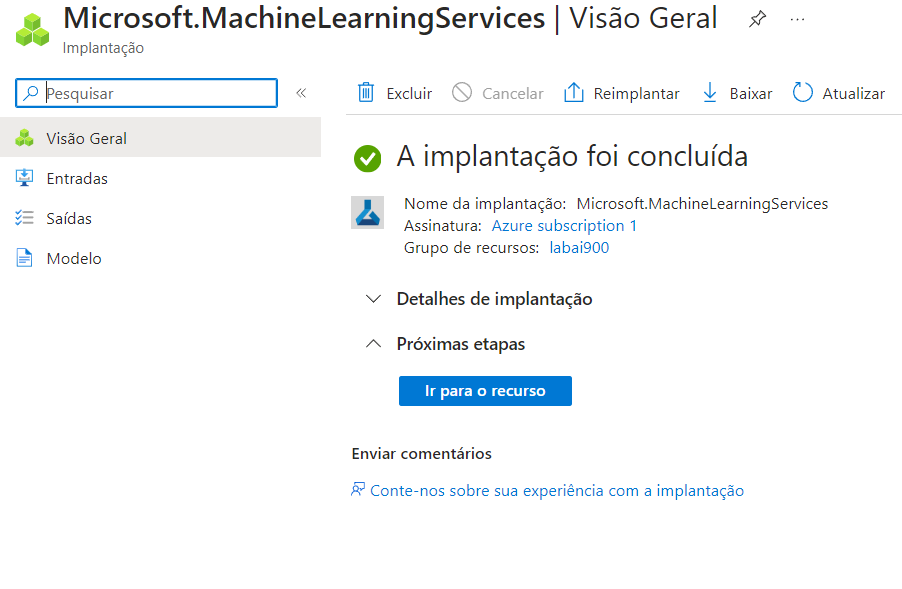 Microsoft.MachineLearningServices | Visão Geral
Implantação
Pesquisar
Excluir Cancelar Reimplantar Baixar Atualizar
Visão Geral
Entradas
Saídas
Modelo
A implantação foi concluída
Nome da implantação: Microsoft.MachineLearningServices
Assinatura: Azure subscription 1
Grupo de recursos: labai900
Detalhes de implantação
Próximas etapas
Ir para o recurso
Enviar comentários
Conte-nos sobre sua experiência com a implantação